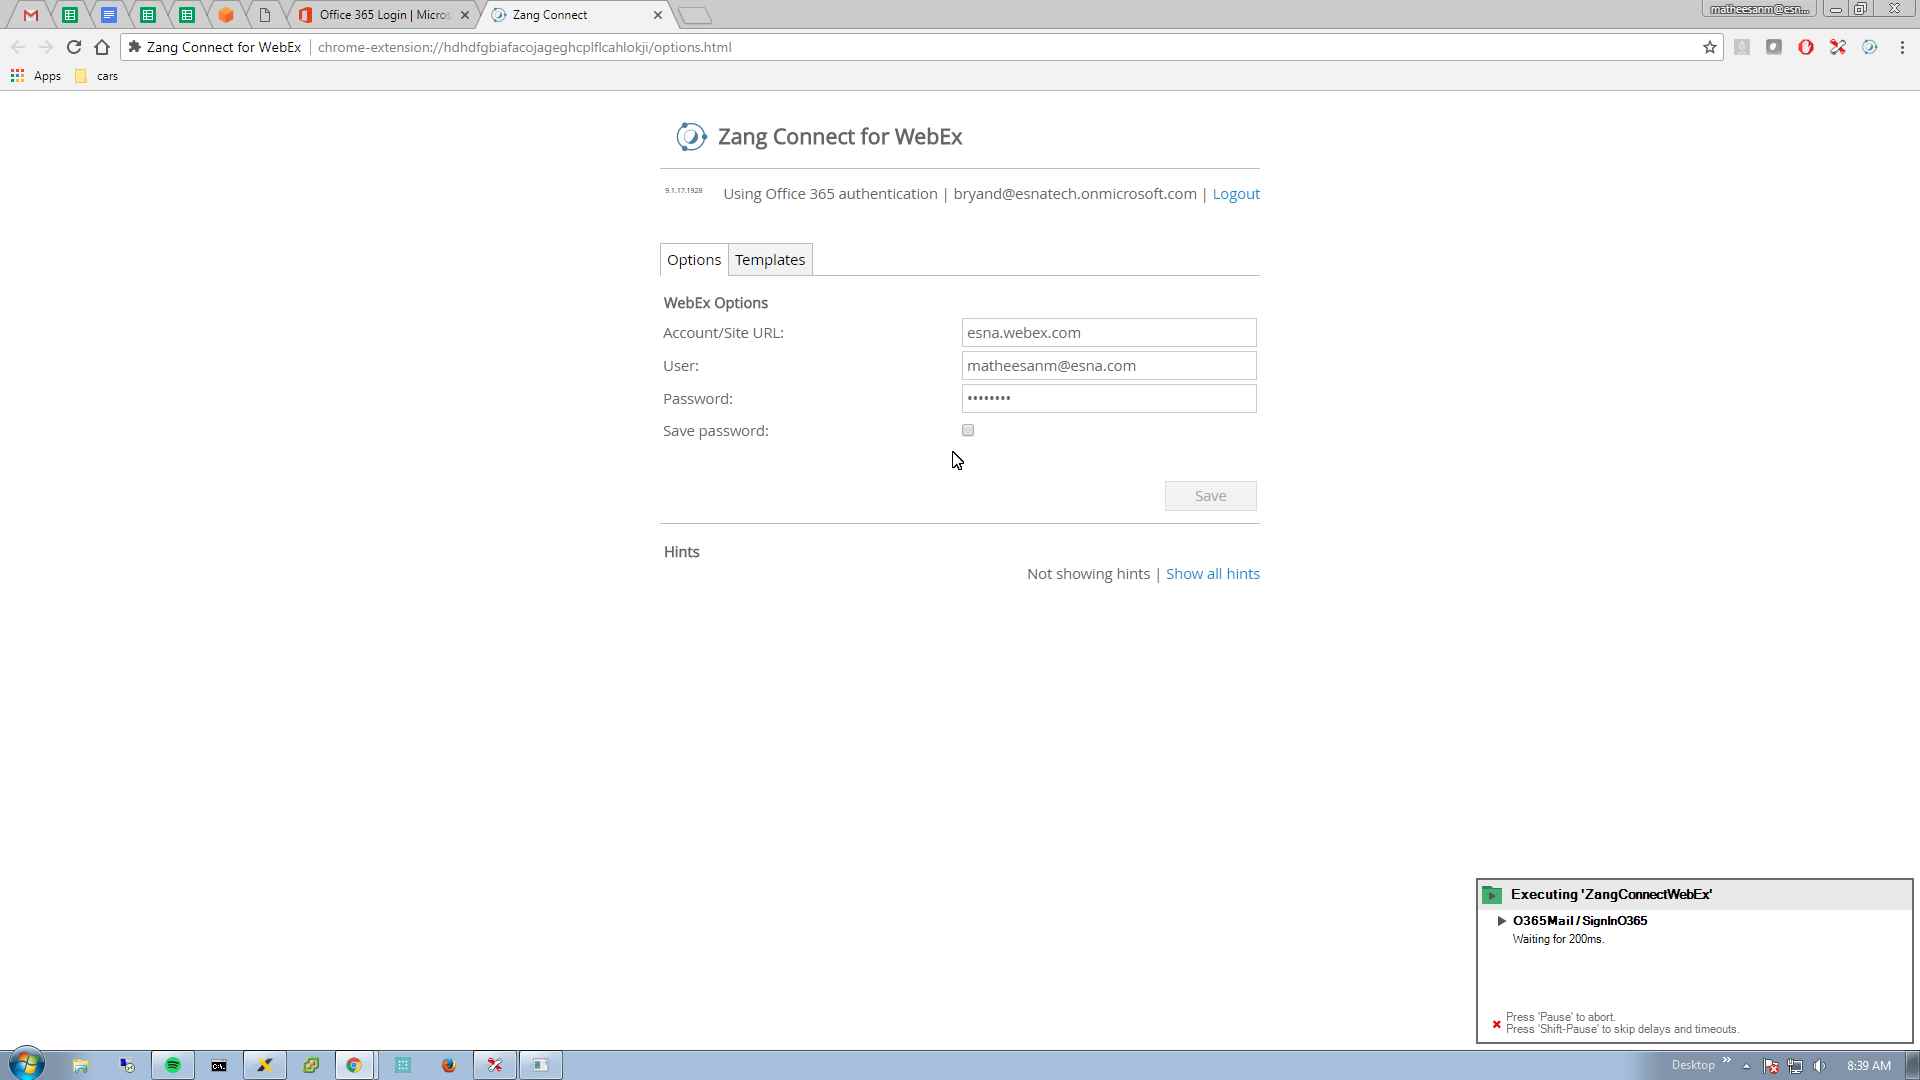 Office 365 Login | Micros
Zang Connect
matheesanm@esn...
Zang Connect for WebEx
chrome-extension://hdhdfgbiafacojageghcplflcahlokji/options.html
Apps
cars
Zang Connect for WebEx
9.1.17.1928
Using Office 365 authentication | bryand@esnatech.onmicrosoft.com | Logout
Options
Templates
WebEx Options
Account/Site URL:
esna.webex.com
User:
matheesanm@esna.com
Password:
••••••••
Save password:
Save
Hints
Not showing hints | Show all hints
Executing 'ZangConnectWebEx'
O365Mail / SignInO365
Waiting for 200ms.
Press 'Pause' to abort.
Press 'Shift-Pause' to skip delays and timeouts.
Desktop
8:39 AM